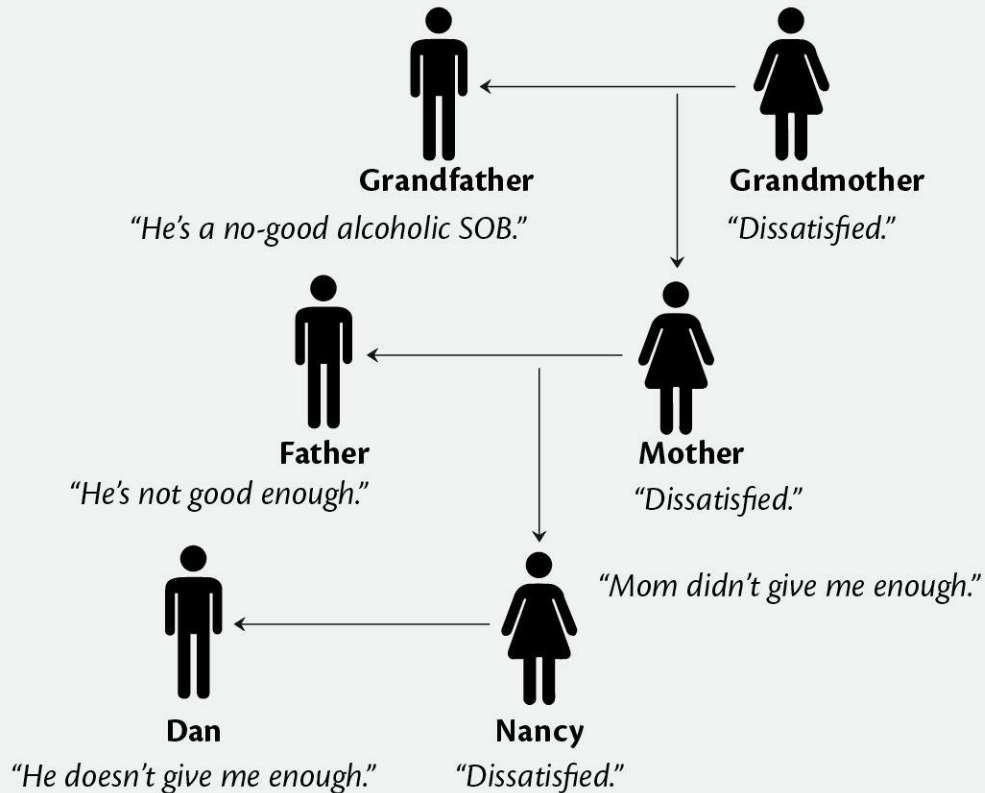 Grandfather Grandmother
“He’s a no-good alcoholic SOB.” “Dissatisfied.”
Father Mother
“He’s not good enough.” “Dissatisfied.”
“Mom didn’t give me enough.”
Dan Nancy
“He doesn’t give me enough.” “Dissatisfied.”